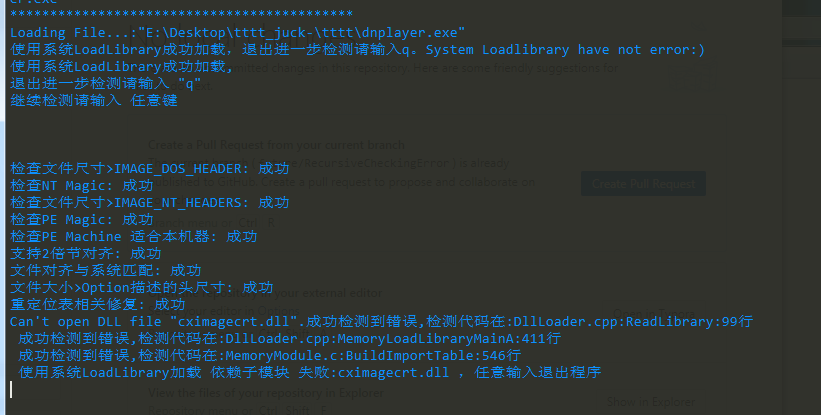 er.exe
****************************************
Loading File...:"E:\Desktop\tttt_juck-\tttt\dnplayer.exe"
使用系统LoadLibrary成功加载，退出进一步检测请输入q。System Loadlibrary have not error:)
使用系统LoadLibrary成功加载,
退出进一步检测请输入 "q"
继续检测请输入 任意键
Create a Pull Request from your current branch
Create Pull Request
检查文件尺寸>IMAGE_DOS_HEADER: 成功
检查NT Magic: 成功
检查文件尺寸>IMAGE_NT_HEADERS: 成功
检查PE Magic: 成功
检查PE Machine 适合本机器: 成功
支持2倍节对齐: 成功
文件对齐与系统匹配: 成功
文件大小>Option描述的头尺寸: 成功
重定位表相关修复: 成功
Can't open DLL file "cximagecrt.dll".成功检测到错误,检测代码在:DllLoader.cpp:ReadLibrary:99行
成功检测到错误,检测代码在:DllLoader.cpp:MemoryLoadLibraryMainA:411行
成功检测到错误,检测代码在:MemoryModule.c:BuildImportTable:546行
使用系统LoadLibrary加载 依赖子模块 失败:cximagecrt.dll ，任意输入退出程序
View the files of your repository in Explorer
Show in Explorer